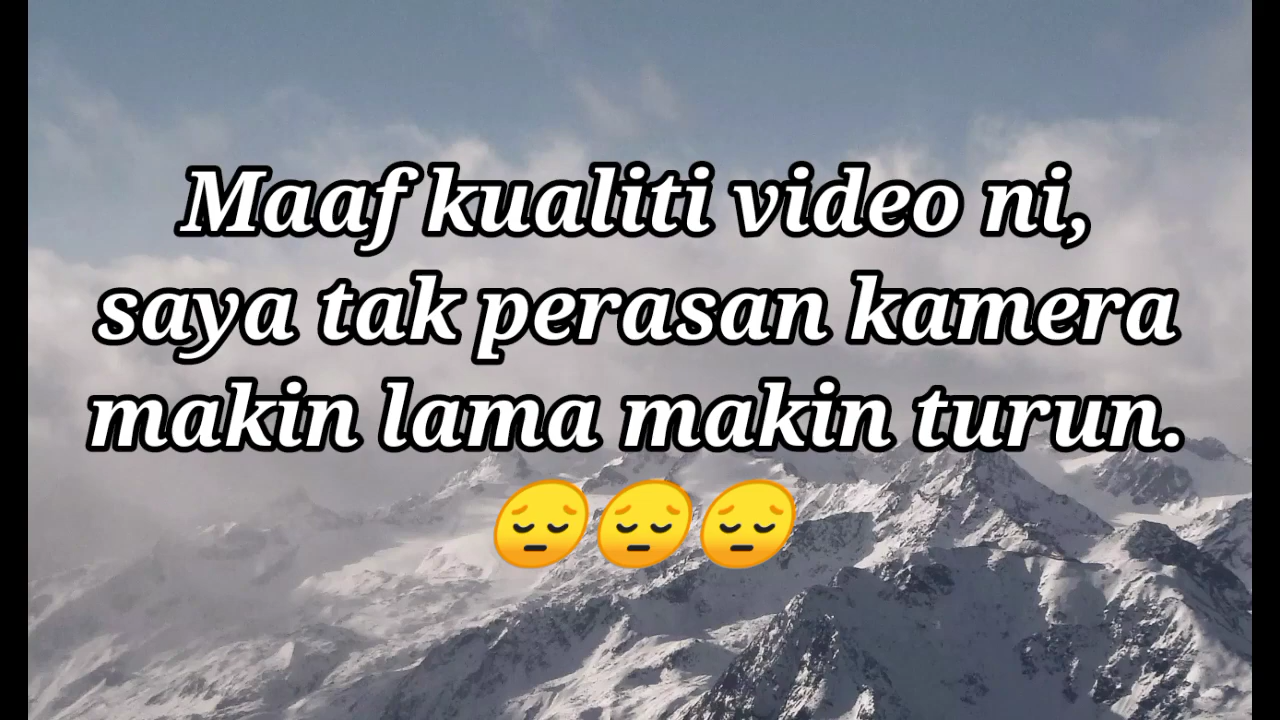 Maaf kualiti video ni,
saya tak perasan kamera
makin lama makin turun.
😔😔😔